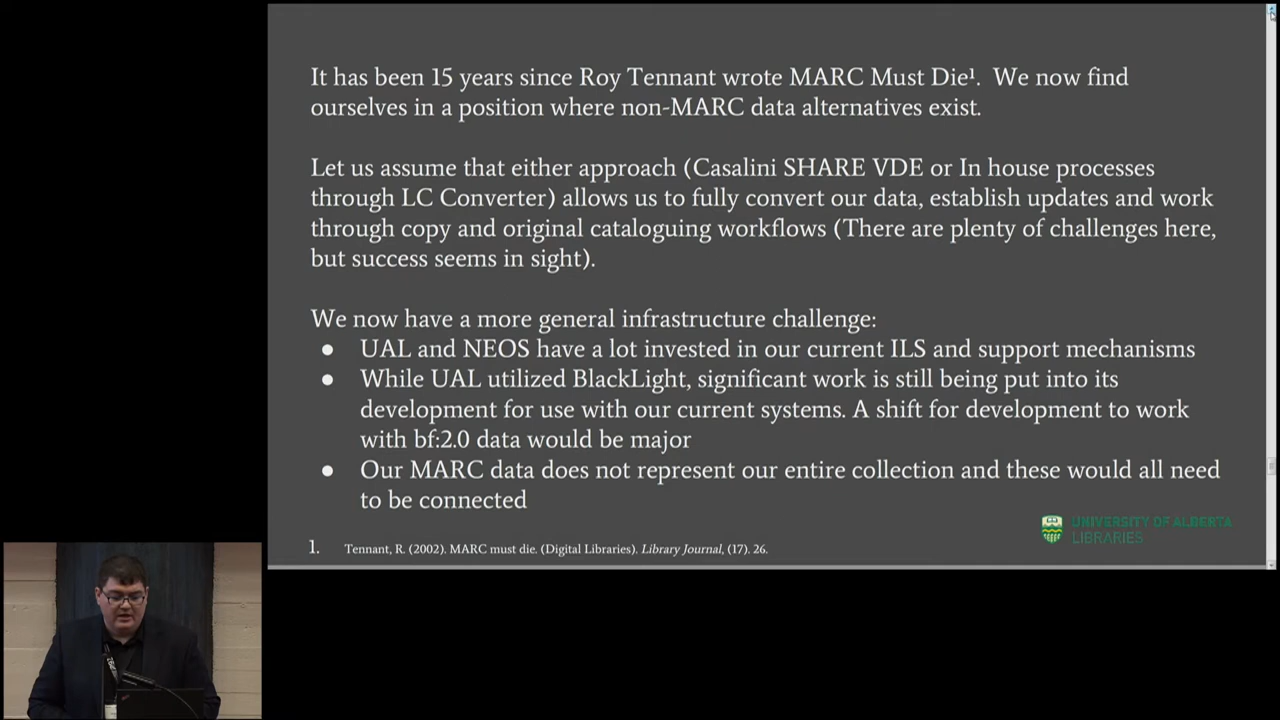 It has been 15 years since Roy Tennant wrote MARC Must Die¹. We now find
ourselves in a position where non-MARC data alternatives exist.
Let us assume that either approach (Casalini SHARE VDE or In house processes
through LC Converter) allows us to fully convert our data, establish updates and work
through copy and original cataloguing workflows (There are plenty of challenges here,
but success seems in sight).
We now have a more general infrastructure challenge:
● UAL and NEOS have a lot invested in our current ILS and support mechanisms
● While UAL utilized BlackLight, significant work is still being put into its
development for use with our current systems. A shift for development to work
with bf:2.0 data would be major
● Our MARC data does not represent our entire collection and these would all need
to be connected
UNIVERSITY OF ALBERTA
LIBRARIES
1. Tennant, R. (2002). MARC must die. (Digital Libraries). Library Journal, (17). 26.